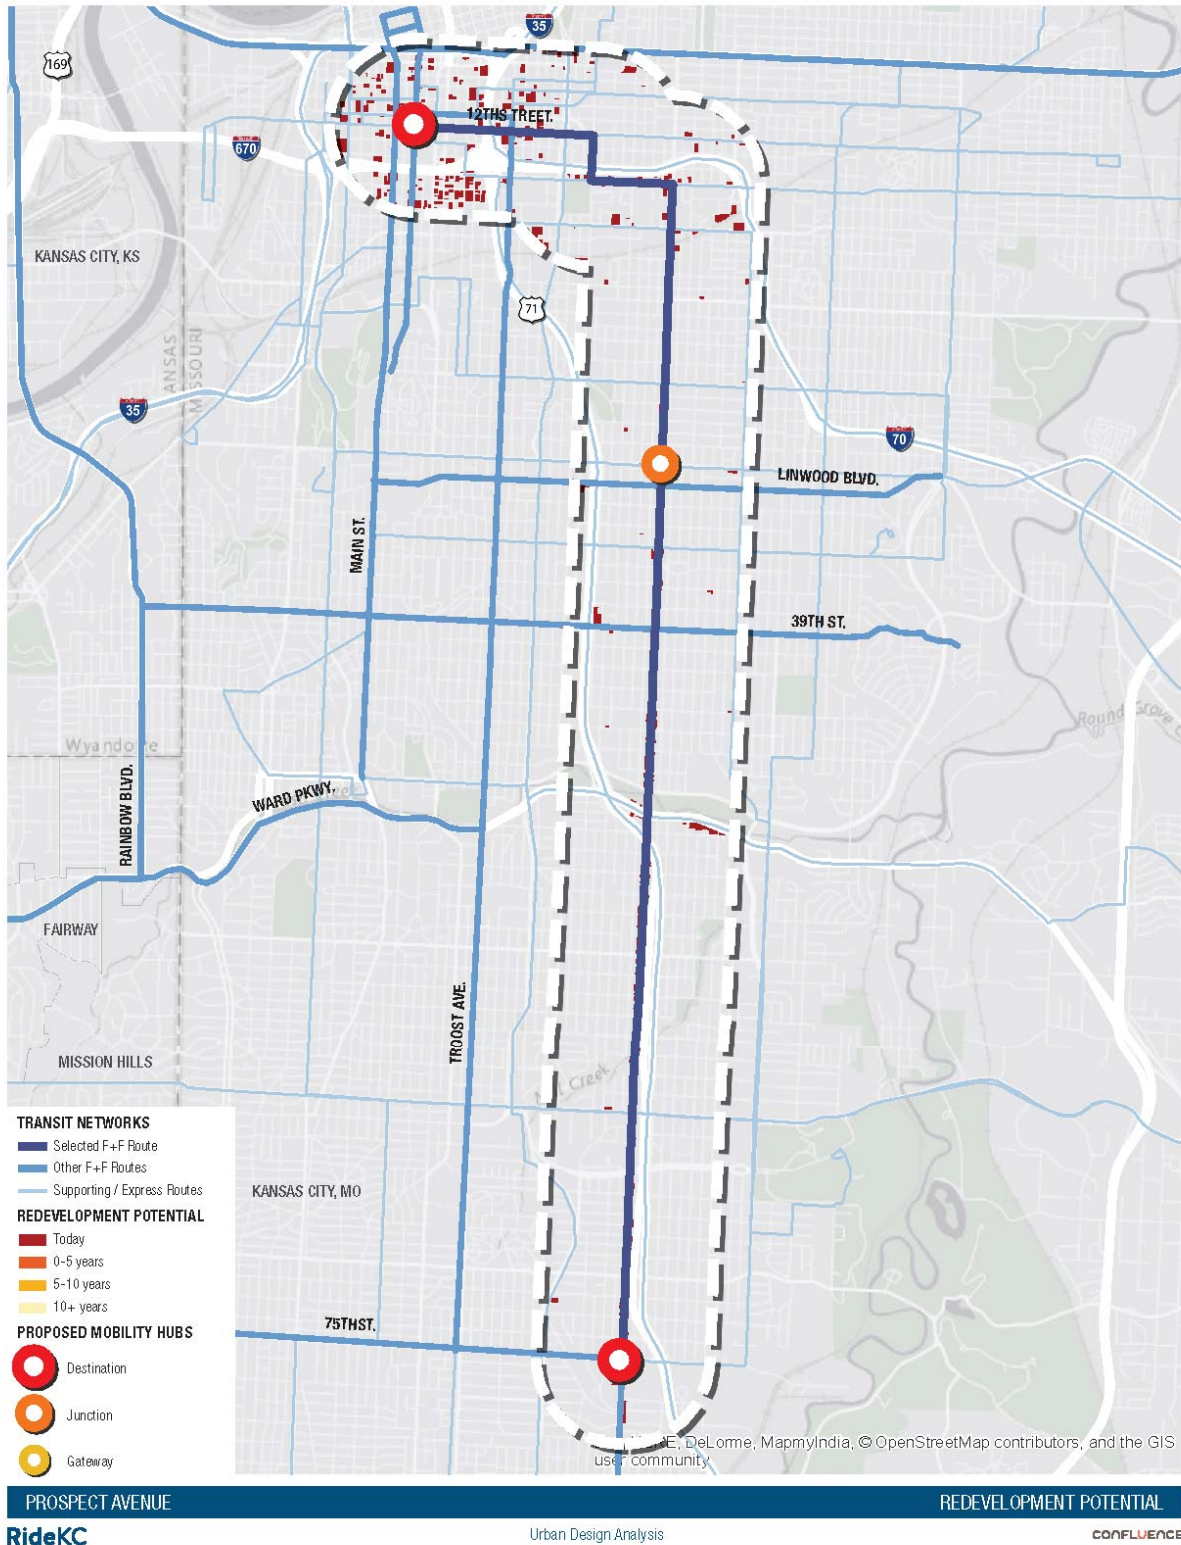 35
169
12THS TREET.
670
KANSAS CITY, KS
71
KANSAS
MISSOURI
35
70
LINWOOD BLVD.
MAIN ST.
39TH ST.
Round Grove
Wyandotte
RAINBOW BLVD.
WARD PKWY.
FAIRWAY
TROOST AVE.
MISSION HILLS
Creek
TRANSIT NETWORKS
Selected F+F Route
Other F+F Routes
Supporting / Express Routes
KANSAS CITY, MO
REDEVELOPMENT POTENTIAL
Today
0-5 years
5-10 years
10+ years
75THST.
PROPOSED MOBILITY HUBS
Destination
Junction
Gateway
DeLorme, MapmyIndia, © OpenStreetMap contributors, and the GIS
user community
PROSPECT AVENUE
REDEVELOPMENT POTENTIAL
RideKC
Urban Design Analysis
CONFLUENCE